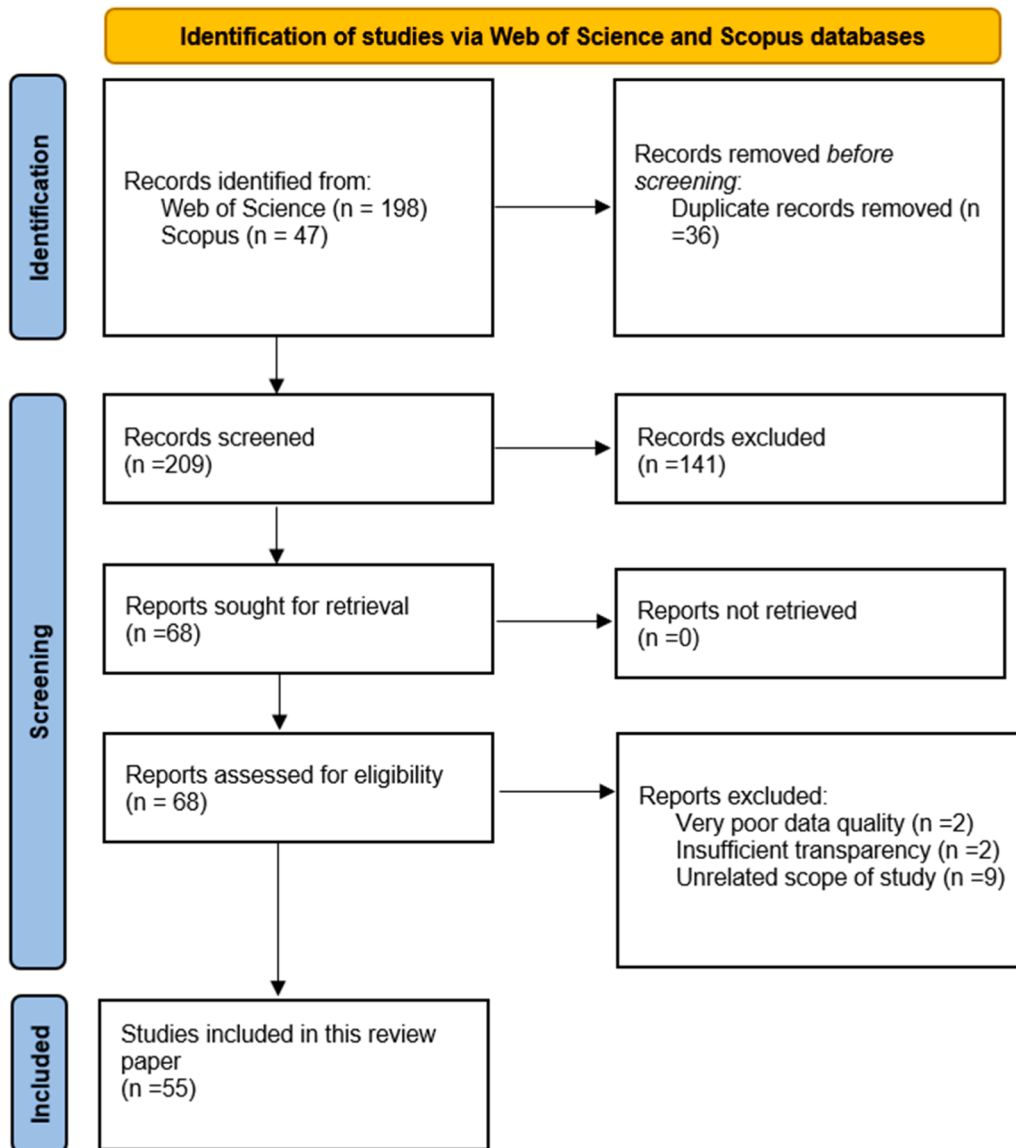 Identification of studies via Web of Science and Scopus databases
Identification
Records identified from:
Web of Science (n = 198)
Scopus (n = 47)
Records removed before
screening:
Duplicate records removed (n
=36)
Screening
Records screened
(n =209)
Records excluded
(n =141)
Reports sought for retrieval
(n =68)
Reports not retrieved
(n =0)
Reports assessed for eligibility
(n = 68)
Reports excluded:
Very poor data quality (n =2)
Insufficient transparency (n =2)
Unrelated scope of study (n =9)
Included
Studies included in this review
paper
(n =55)